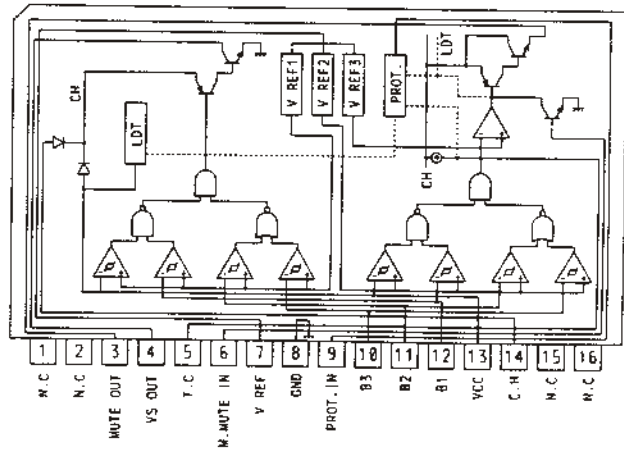 CH
LDT
V REF1
V REF2
V REF3
PROT.
LDT
CH
1
2
3
4
5
6
7
8
9
10
11
12
13
14
15
16
N.C
N.C
MUTE OUT
VS OUT
T.C
M.MUTE IN
V REF
GND
PROT.IN
B3
B2
B1
VCC
C.H
N.C
N.C